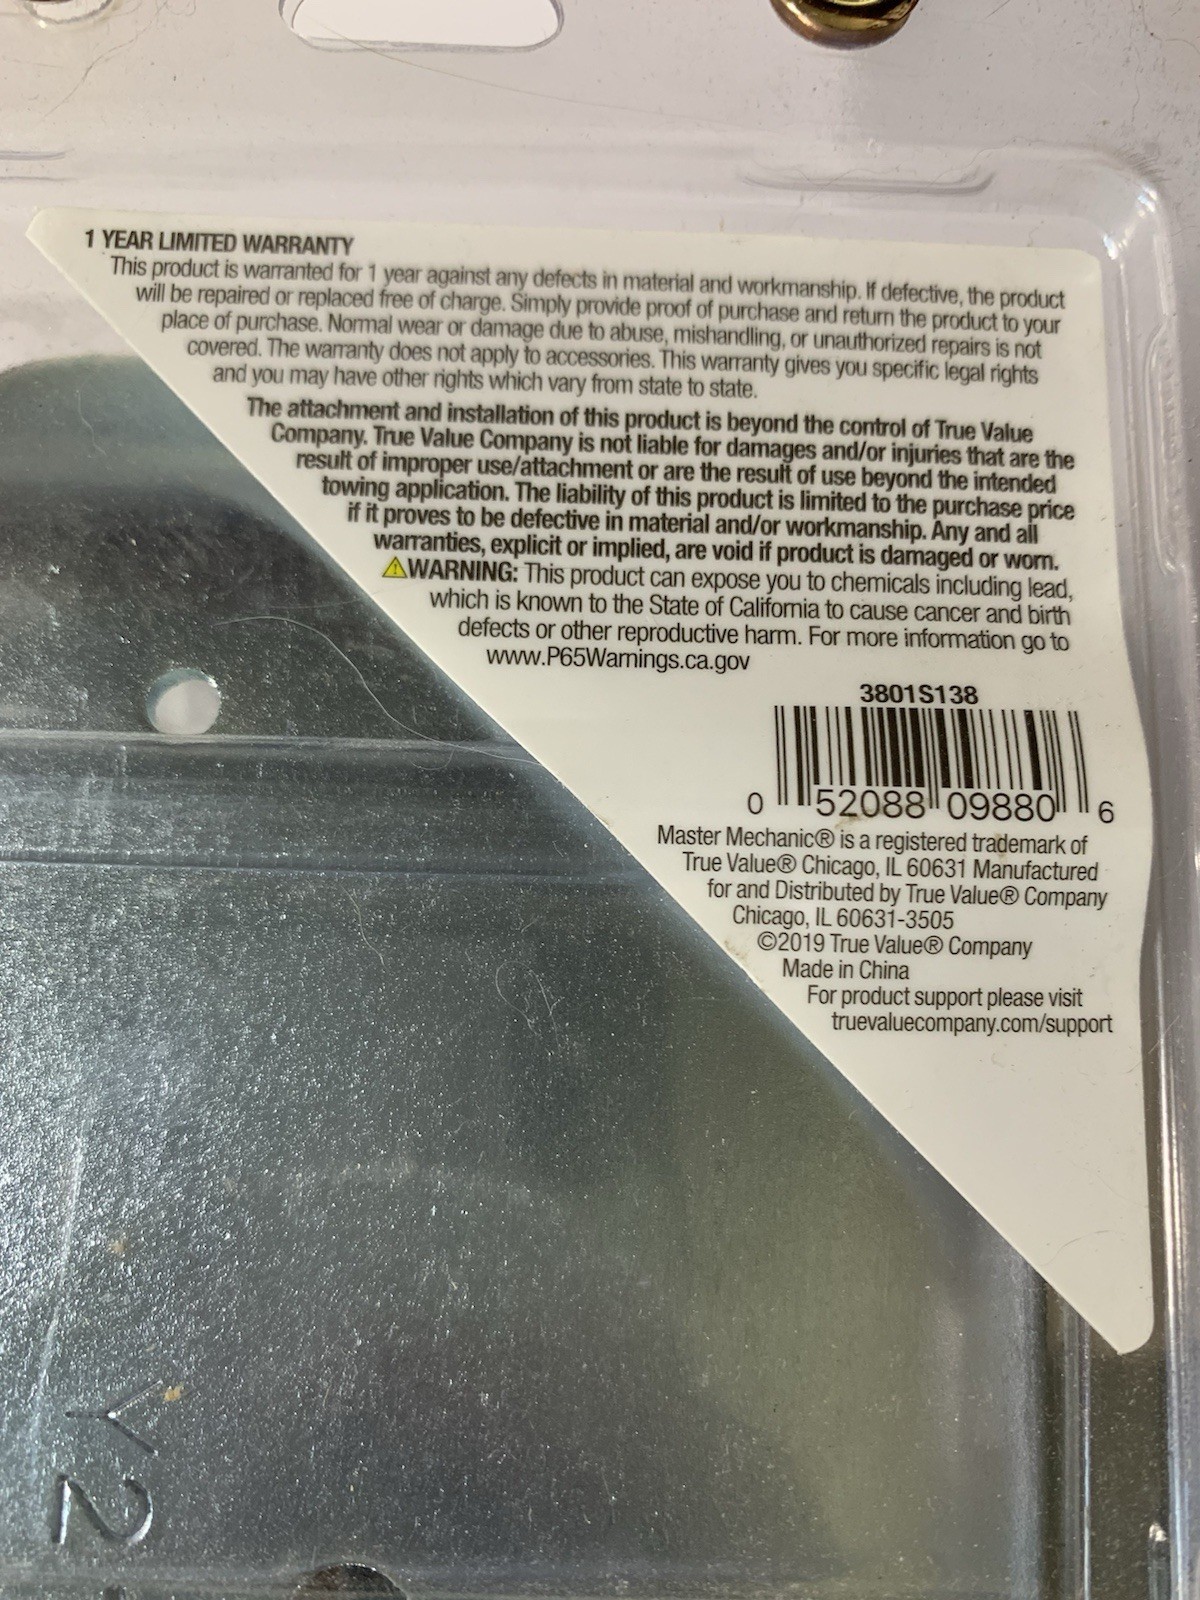 1 YEAR LIMITED WARRANTY
This product is warranted for 1 year against any defects in material and workmanship. If defective, the product
will be repaired or replaced free of charge. Simply provide proof of purchase and return the product to your
place of purchase. Normal wear or damage due to abuse, mishandling, or unauthorized repairs is not
covered. The warranty does not apply to accessories. This warranty gives you specific legal rights
and you may have other rights which vary from state to state.
The attachment and installation of this product is beyond the control of True Value
Company. True Value Company is not liable for damages and/or injuries that are the
result of improper use/attachment or are the result of use beyond the intended
towing application. The liability of this product is limited to the purchase price
if it proves to be defective in material and/or workmanship. Any and all
warranties, explicit or implied, are void if product is damaged or worn.
⚠WARNING: This product can expose you to chemicals including lead,
which is known to the State of California to cause cancer and birth
defects or other reproductive harm. For more information go to
www.P65Warnings.ca.gov
3801S138
0 52088 09880 6
Master Mechanic® is a registered trademark of
True Value® Chicago, IL 60631 Manufactured
for and Distributed by True Value® Company
Chicago, IL 60631-3505
©2019 True Value® Company
Made in China
For product support please visit
truevaluecompany.com/support
Y2